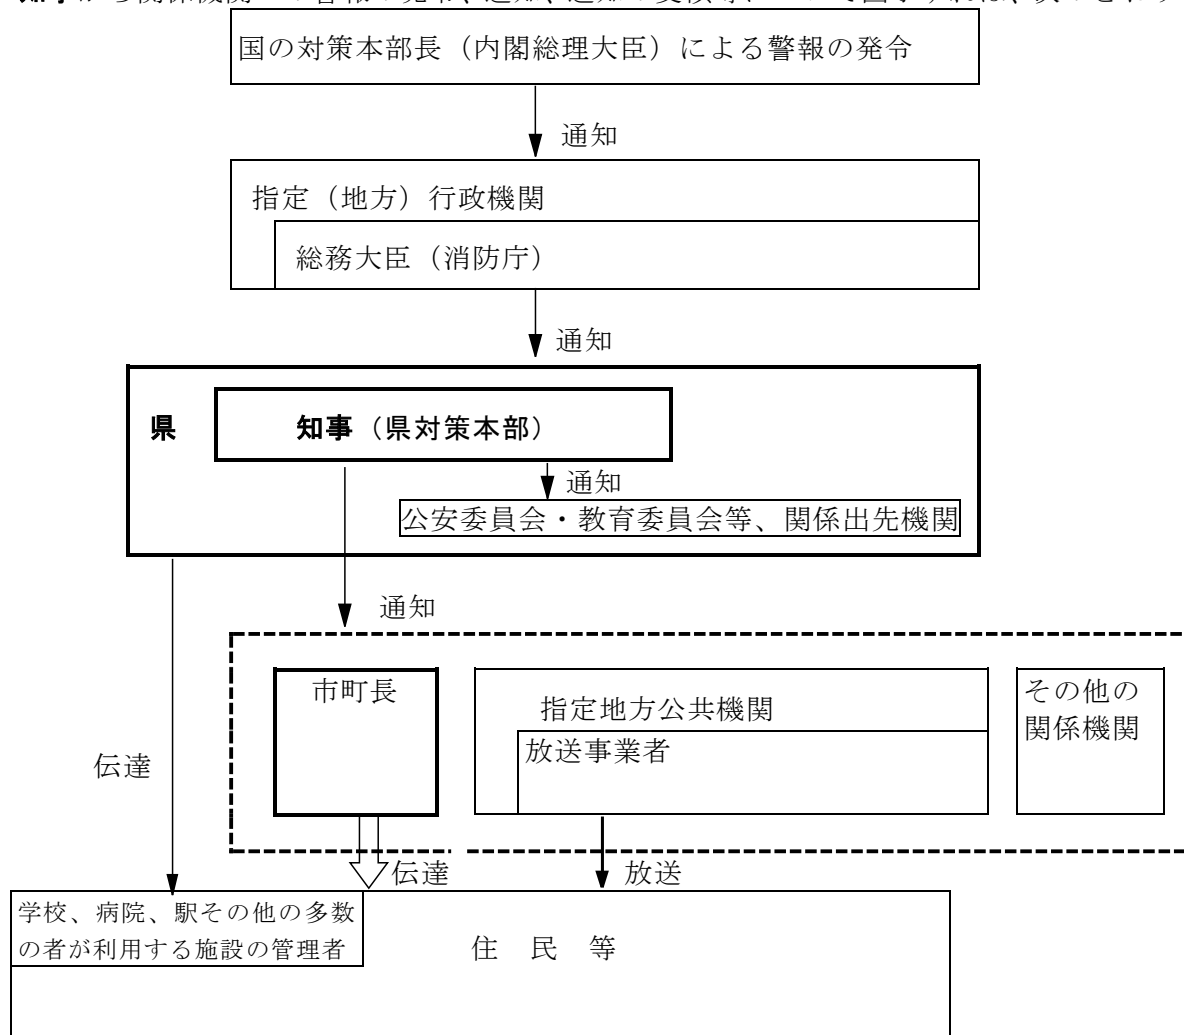 国の対策本部長（内閣総理大臣）による警報の発令
通知
指定（地方）行政機関
総務大臣（消防庁）
通知
県
知事（県対策本部）
通知
公安委員会・教育委員会等、関係出先機関
通知
市町長
指定地方公共機関
放送事業者
その他の
関係機関
伝達
伝達
放送
学校、病院、駅その他の多数
の者が利用する施設の管理者
住 民 等